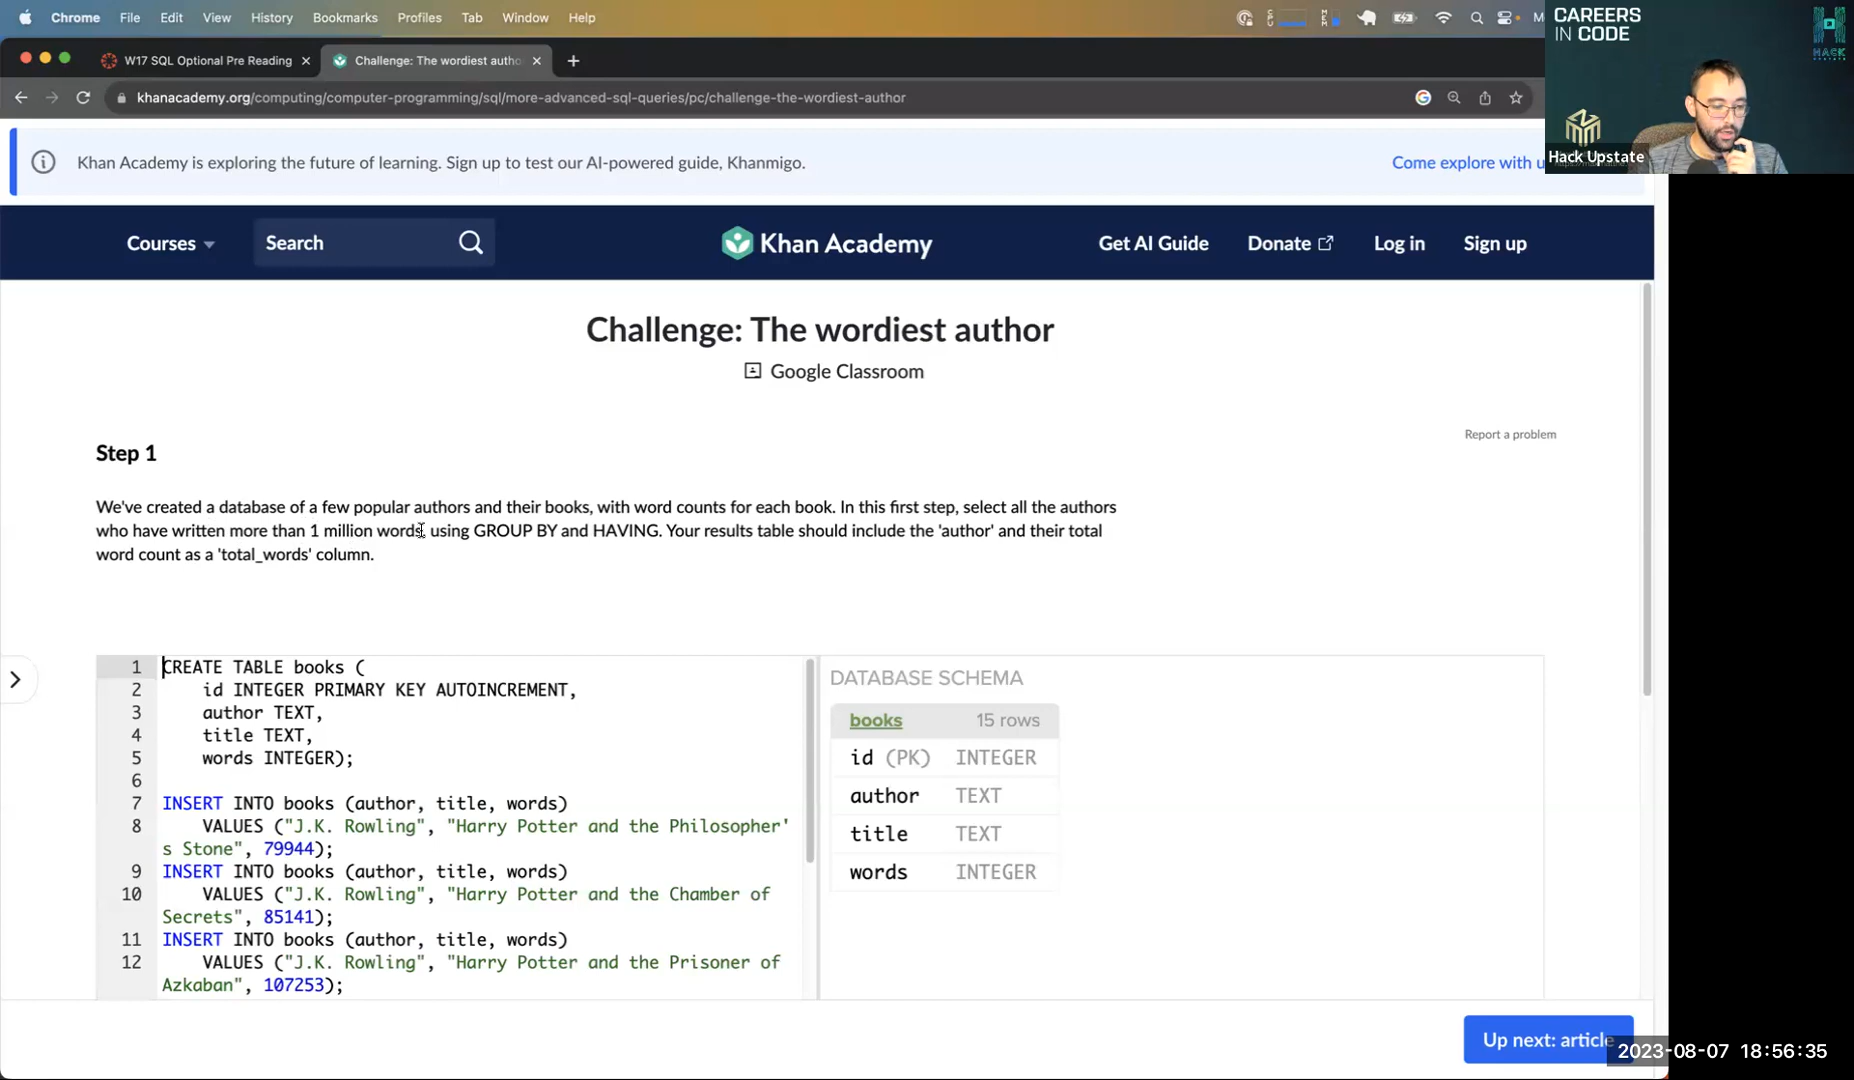 Chrome File Edit View History Bookmarks Profiles Tab Window Help
W17 SQL Optional Pre Reading
Challenge: The wordiest autho
khanacademy.org/computing/computer-programming/sql/more-advanced-sql-queries/pc/challenge-the-wordiest-author
CAREERS
IN CODE
HACK
Hack Upstate
Khan Academy is exploring the future of learning. Sign up to test our AI-powered guide, Khanmigo.
Come explore with u
Courses
Search
Khan Academy
Get AI Guide
Donate
Log in
Sign up
Challenge: The wordiest author
Google Classroom
Report a problem
Step 1
We've created a database of a few popular authors and their books, with word counts for each book. In this first step, select all the authors
who have written more than 1 million words, using GROUP BY and HAVING. Your results table should include the 'author' and their total
word count as a 'total_words' column.
1 CREATE TABLE books (
2 id INTEGER PRIMARY KEY AUTOINCREMENT,
3 author TEXT,
4 title TEXT,
5 words INTEGER);
6
7 INSERT INTO books (author, title, words)
8 VALUES ("J.K. Rowling", "Harry Potter and the Philosopher'
s Stone", 79944);
9 INSERT INTO books (author, title, words)
10 VALUES ("J.K. Rowling", "Harry Potter and the Chamber of
Secrets", 85141);
11 INSERT INTO books (author, title, words)
12 VALUES ("J.K. Rowling", "Harry Potter and the Prisoner of
Azkaban", 107253);
DATABASE SCHEMA
books 15 rows
id (PK) INTEGER
author TEXT
title TEXT
words INTEGER
Up next: article
2023-08-07 18:56:35